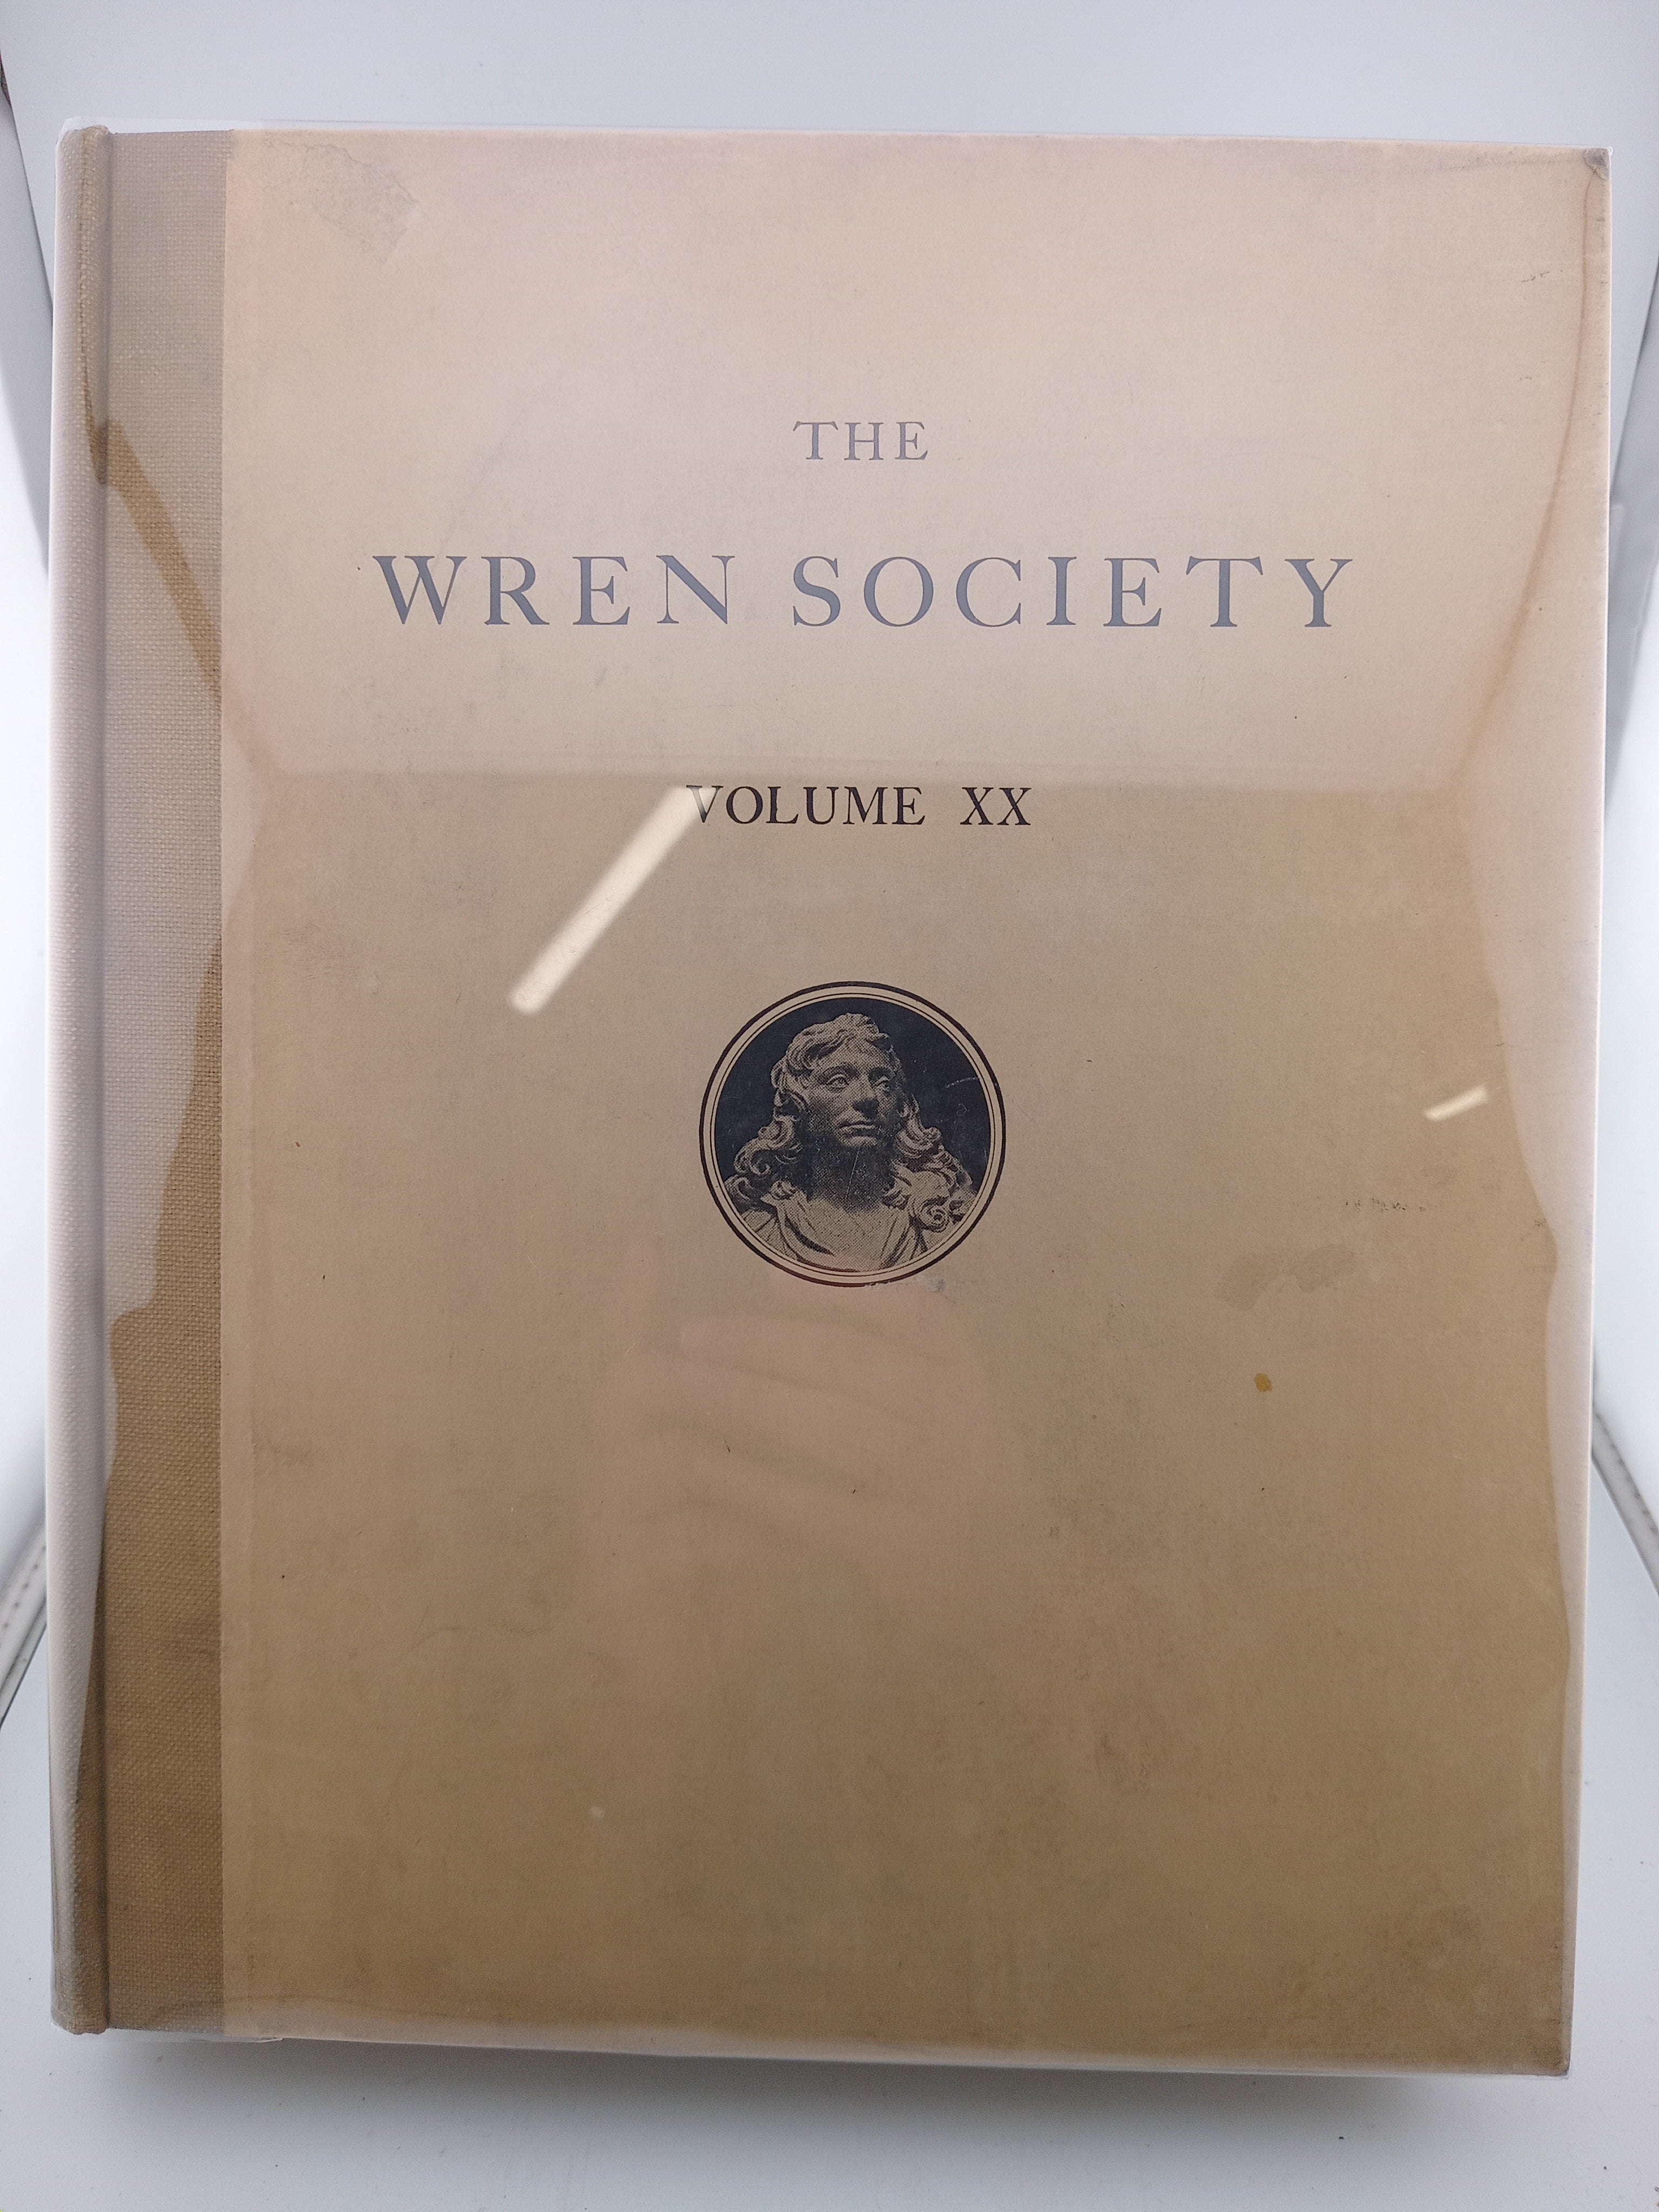 THE
WREN SOCIETY
VOLUME XX